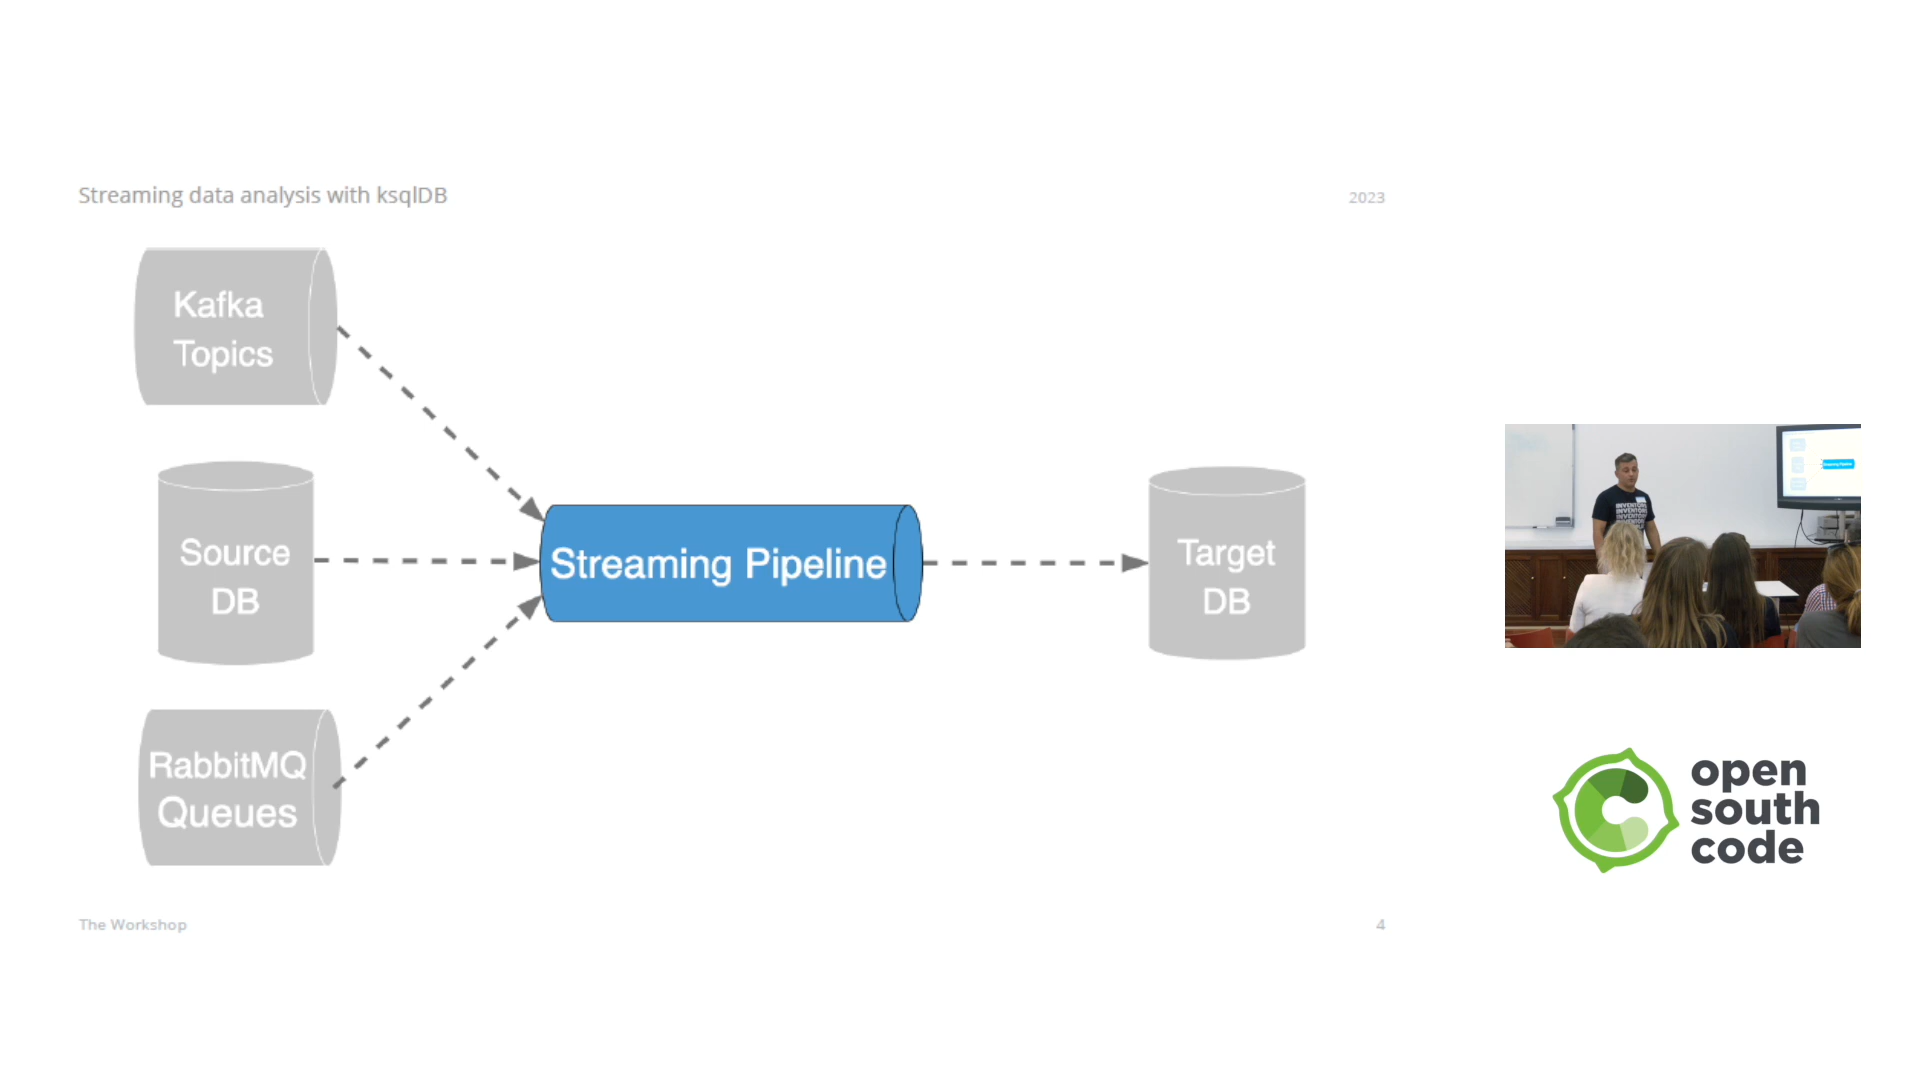 Streaming data analysis with ksqlDB
2023
Kafka
Topics
Source
DB
RabbitMQ
Queues
Streaming Pipeline
Target
DB
open
south
code
The Workshop
4